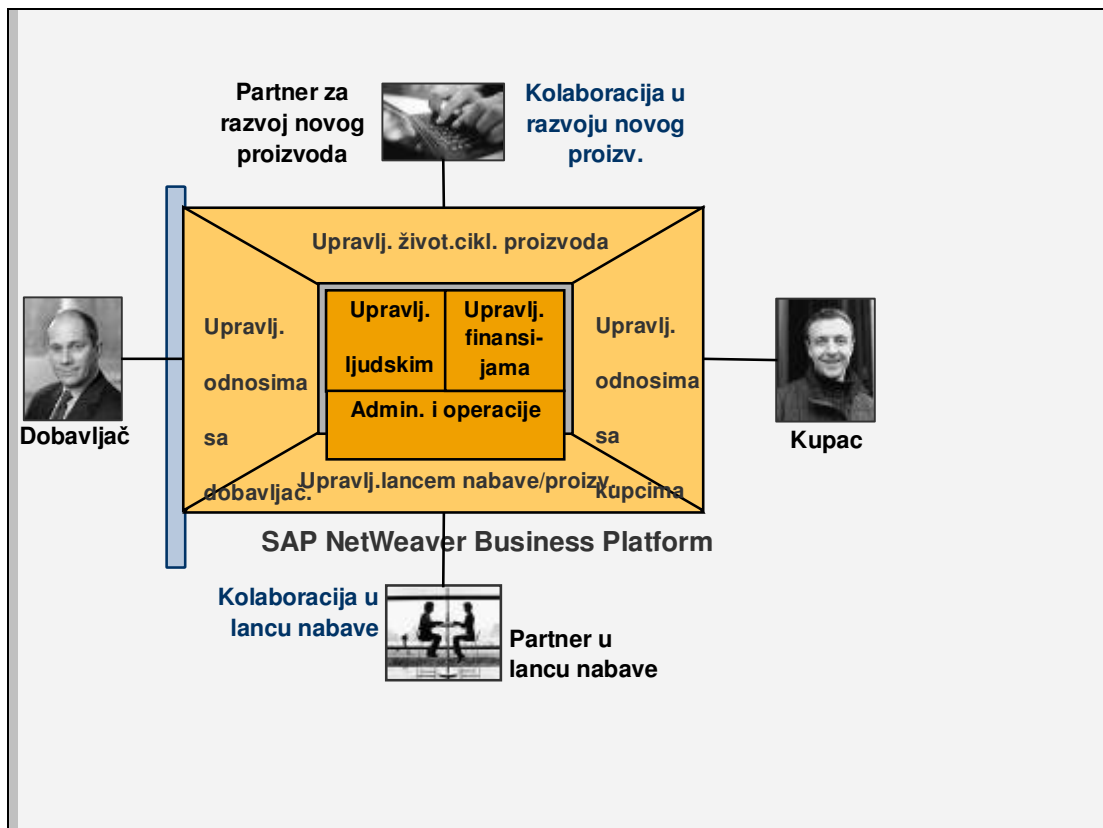 Partner za
razvoj novog
proizvoda
Kolaboracija u
razvoju novog
proizv.
Upravlj. život.cikl. proizvoda
Upravlj.
odnosima
sa
dobavljač.
Upravlj.
ljudskim
Upravlj.
finansi-
jama
Admin. i operacije
Upravlj.
odnosima
sa
kupcima
Upravlj.lancem nabave/proizv.
Dobavljač
Kupac
SAP NetWeaver Business Platform
Kolaboracija u
lancu nabave
Partner u
lancu nabave